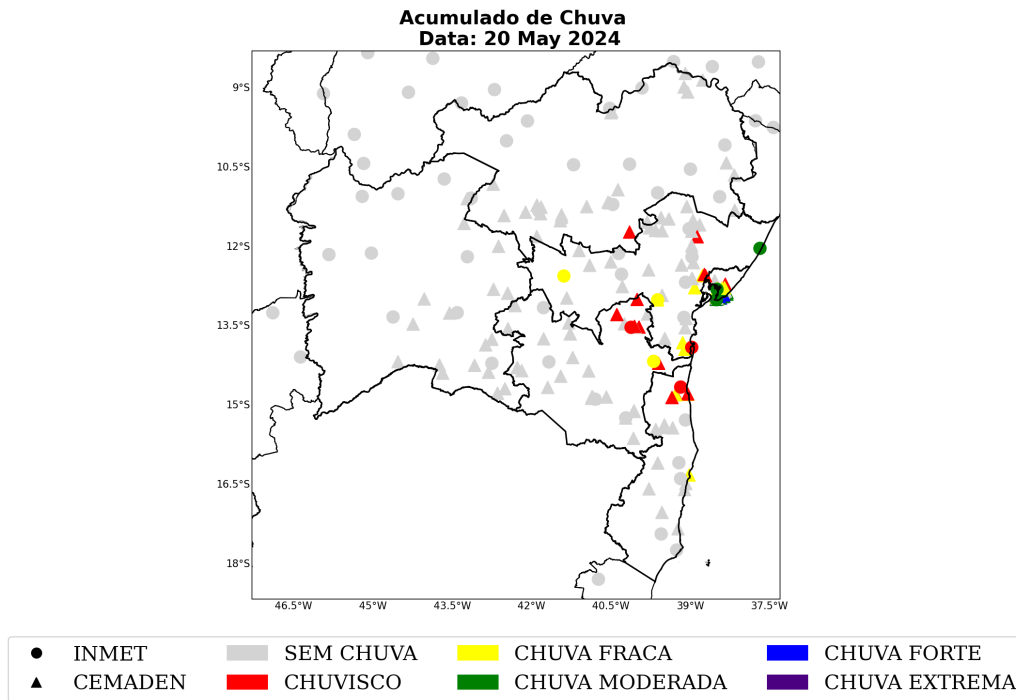 Acumulado de Chuva
Data: 20 May 2024
9°S
10.5°S
12°S
13.5°S
15°S
16.5°S
18°S
46.5°W 45°W 43.5°W 42°W 40.5°W 39°W 37.5°W
INMET SEM CHUVA CHUVA FRACA CHUVA FORTE
CEMADEN CHUVISCO CHUVA MODERADA CHUVA EXTREMA